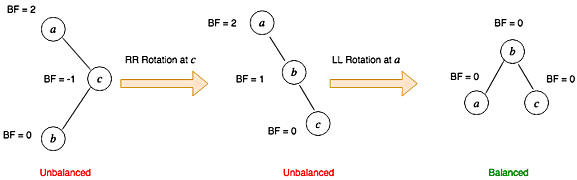 BF = 2
a
BF = -1
c
BF = 0
b
Unbalanced
RR Rotation at c
BF = 2
a
BF = 1
b
BF = 0
c
Unbalanced
LL Rotation at a
BF = 0
b
BF = 0
BF = 0
a
c
Balanced